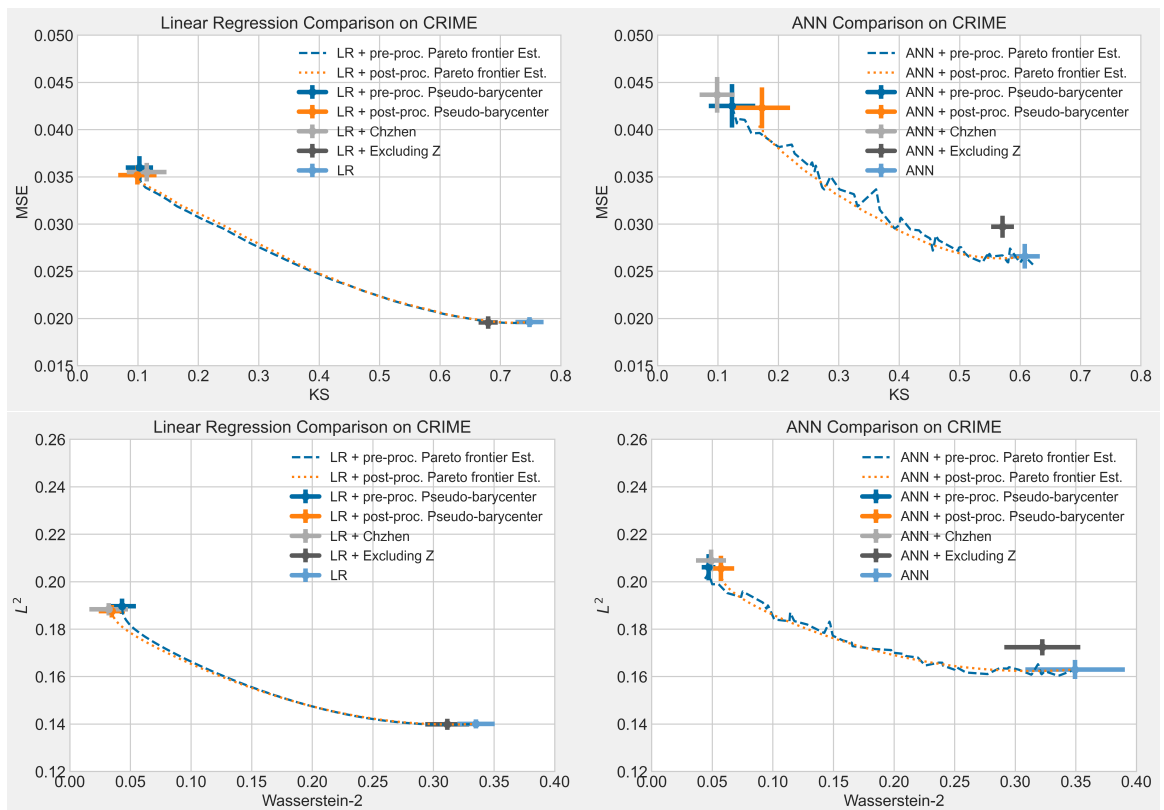 Linear Regression Comparison on CRIME
0.050
0.045
0.040
0.035
0.030
0.025
0.020
0.015
MSE
LR + pre-proc. Pareto frontier Est.
LR + post-proc. Pareto frontier Est.
LR + pre-proc. Pseudo-barycenter
LR + post-proc. Pseudo-barycenter
LR + Chzhen
LR + Excluding Z
LR
0.0 0.1 0.2 0.3 0.4 0.5 0.6 0.7 0.8
KS
ANN Comparison on CRIME
0.050
0.045
0.040
0.035
0.030
0.025
0.020
0.015
MSE
ANN + pre-proc. Pareto frontier Est.
ANN + post-proc. Pareto frontier Est.
ANN + pre-proc. Pseudo-barycenter
ANN + post-proc. Pseudo-barycenter
ANN + Chzhen
ANN + Excluding Z
ANN
0.0 0.1 0.2 0.3 0.4 0.5 0.6 0.7 0.8
KS
Linear Regression Comparison on CRIME
0.26
0.24
0.22
0.20
0.18
0.16
0.14
0.12
L²
LR + pre-proc. Pareto frontier Est.
LR + post-proc. Pareto frontier Est.
LR + pre-proc. Pseudo-barycenter
LR + post-proc. Pseudo-barycenter
LR + Chzhen
LR + Excluding Z
LR
0.00 0.05 0.10 0.15 0.20 0.25 0.30 0.35 0.40
Wasserstein-2
ANN Comparison on CRIME
0.26
0.24
0.22
0.20
0.18
0.16
0.14
0.12
L²
ANN + pre-proc. Pareto frontier Est.
ANN + post-proc. Pareto frontier Est.
ANN + pre-proc. Pseudo-barycenter
ANN + post-proc. Pseudo-barycenter
ANN + Chzhen
ANN + Excluding Z
ANN
0.00 0.05 0.10 0.15 0.20 0.25 0.30 0.35 0.40
Wasserstein-2